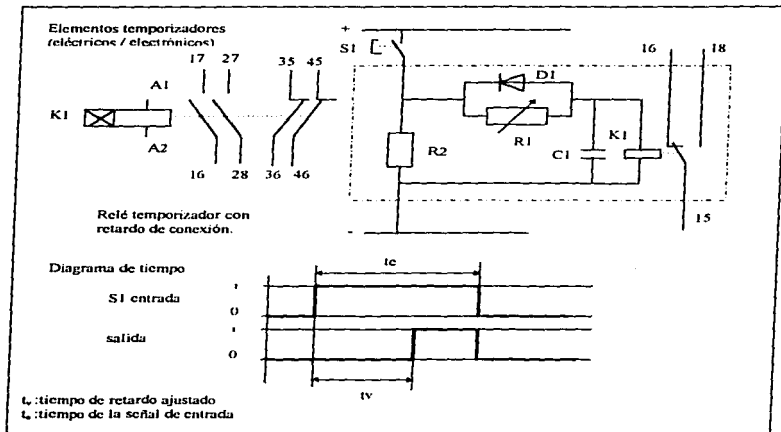 Elementos temporizadores
(eléctricos / electrónicos)
17 27
35 45
A1
K1
A2
16 28
36 46
Relé temporizador con
retardo de conexión.
+
S1
16 18
D1
R1
R2
C1
K1
15
-
Diagrama de tiempo
te
S1 entrada
0
salida
0
tv
tv :tiempo de retardo ajustado
te :tiempo de la señal de entrada